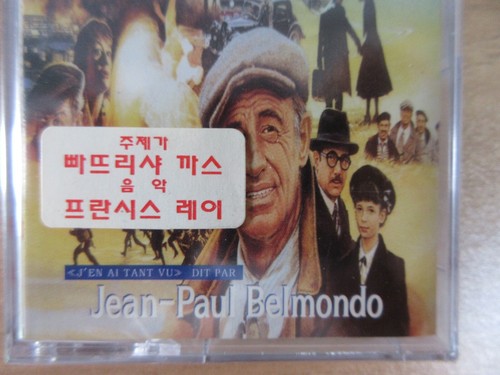 주제가
빠뜨리샤 까스
음악
프란시스 레이
≪J'EN AI TANT VU≫ DIT PAR
Jean-Paul Belmondo